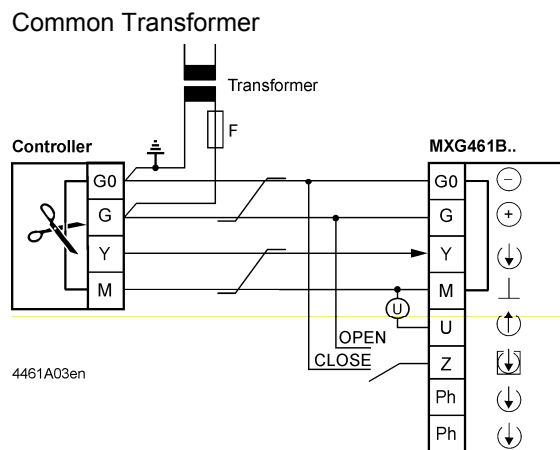 Common Transformer
Transformer
F
Controller
MXG461B..
G0
G0
G
G
Y
Y
M
M
U
U
OPEN
CLOSE
Z
4461A03en
Ph
Ph